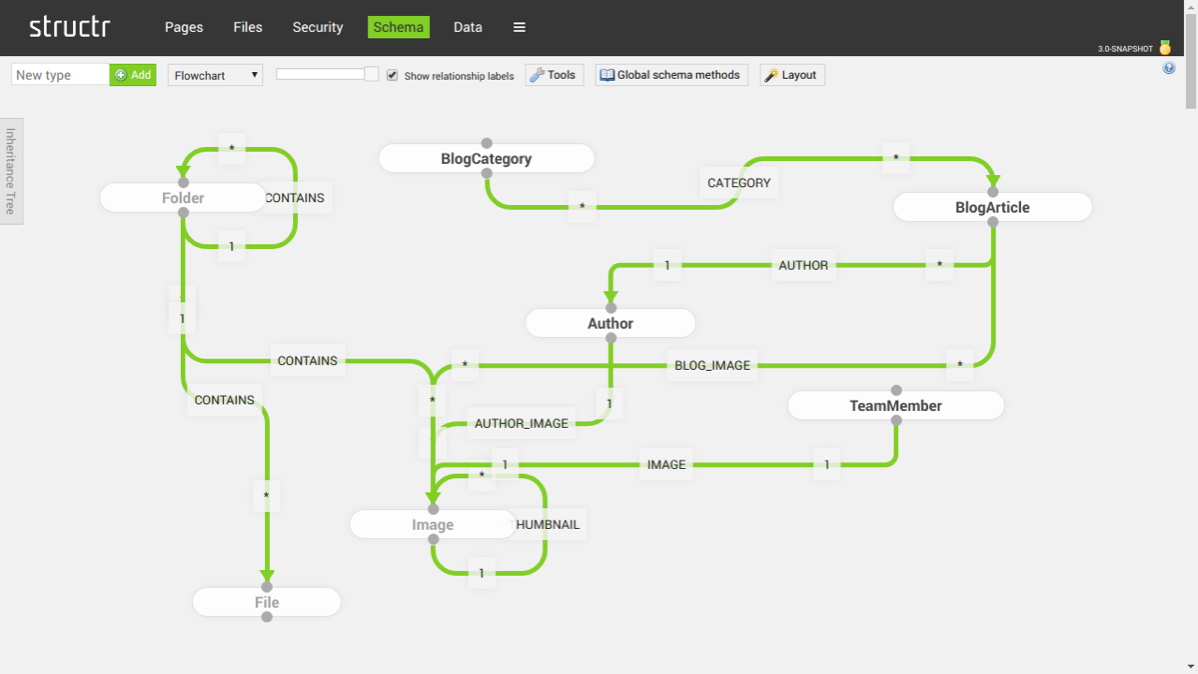 structr
Pages Files Security Schema Data
3.0-SNAPSHOT
New type Add Flowchart Show relationship labels Tools Global schema methods Layout
Inheritance Tree
*
BlogCategory
*
CATEGORY
Folder
CONTAINS
*
BlogArticle
1
1 AUTHOR *
1
Author
CONTAINS
* BLOG_IMAGE *
CONTAINS
*
1
TeamMember
AUTHOR_IMAGE
1 IMAGE 1
*
*
Image
HUMBNAIL
1
File